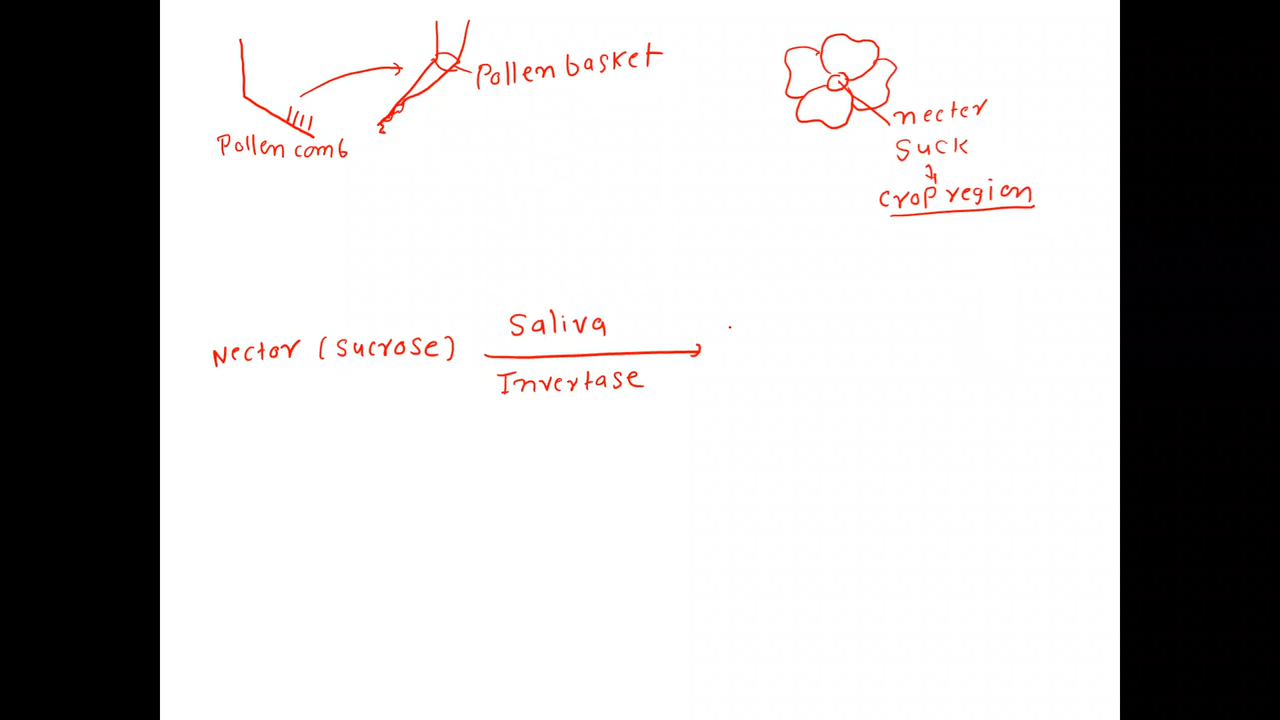 Pollen basket
Pollen comb
necter
suck
crop region
Nector (sucrose)
Saliva
Invertase